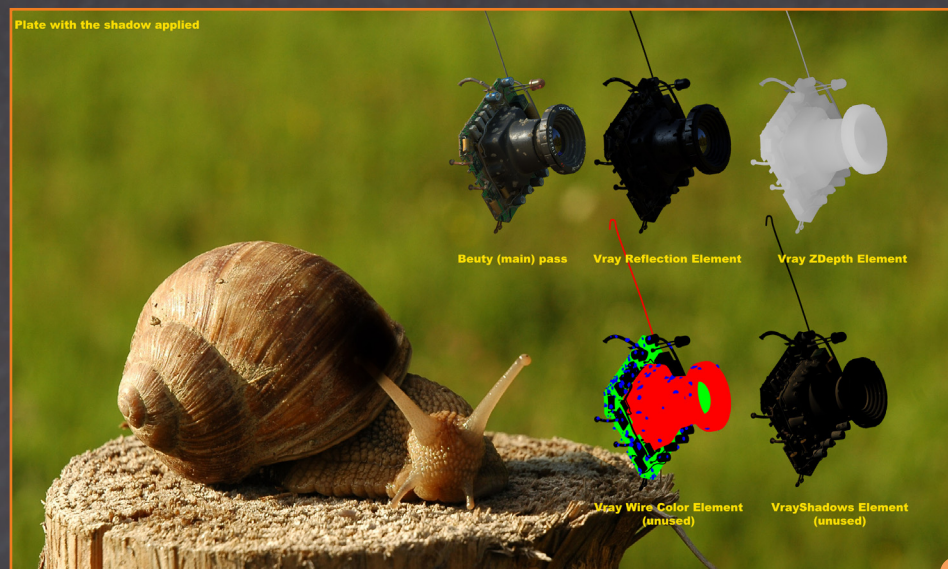 Plate with the shadow applied
Beuty (main) pass
Vray Reflection Element
Vray ZDepth Element
Vray Wire Color Element
(unused)
VrayShadows Element
(unused)